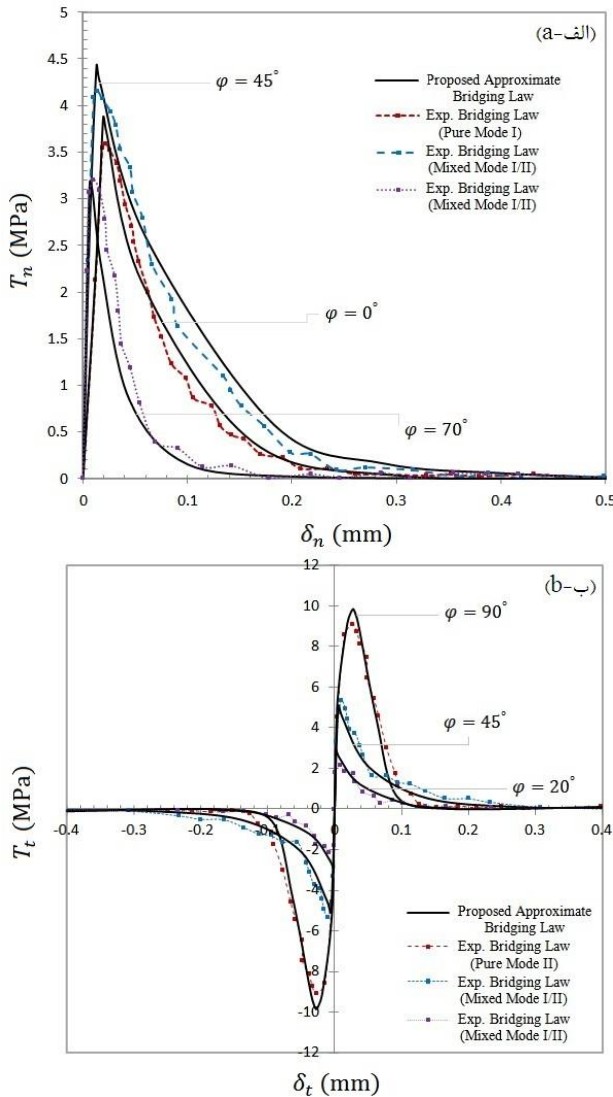 5
4.5
4
3.5
3
2.5
2
1.5
1
0.5
0
Tₙ (MPa)
(a-الف)
φ = 45°
Proposed Approximate
Bridging Law
Exp. Bridging Law
(Pure Mode I)
Exp. Bridging Law
(Mixed Mode I/II)
Exp. Bridging Law
(Mixed Mode I/II)
φ = 0°
φ = 70°
0 0.1 0.2 0.3 0.4 0.5
δₙ (mm)
(b-ب)
12
10
8
6
4
2
0
-2
-4
-6
-8
-10
-12
φ = 90°
φ = 45°
φ = 20°
Tₜ (MPa)
-0.4 -0.3 -0.2 -0.1 0 0.1 0.2 0.3 0.4
Proposed Approximate
Bridging Law
Exp. Bridging Law
(Pure Mode II)
Exp. Bridging Law
(Mixed Mode I/II)
Exp. Bridging Law
(Mixed Mode I/II)
δₜ (mm)